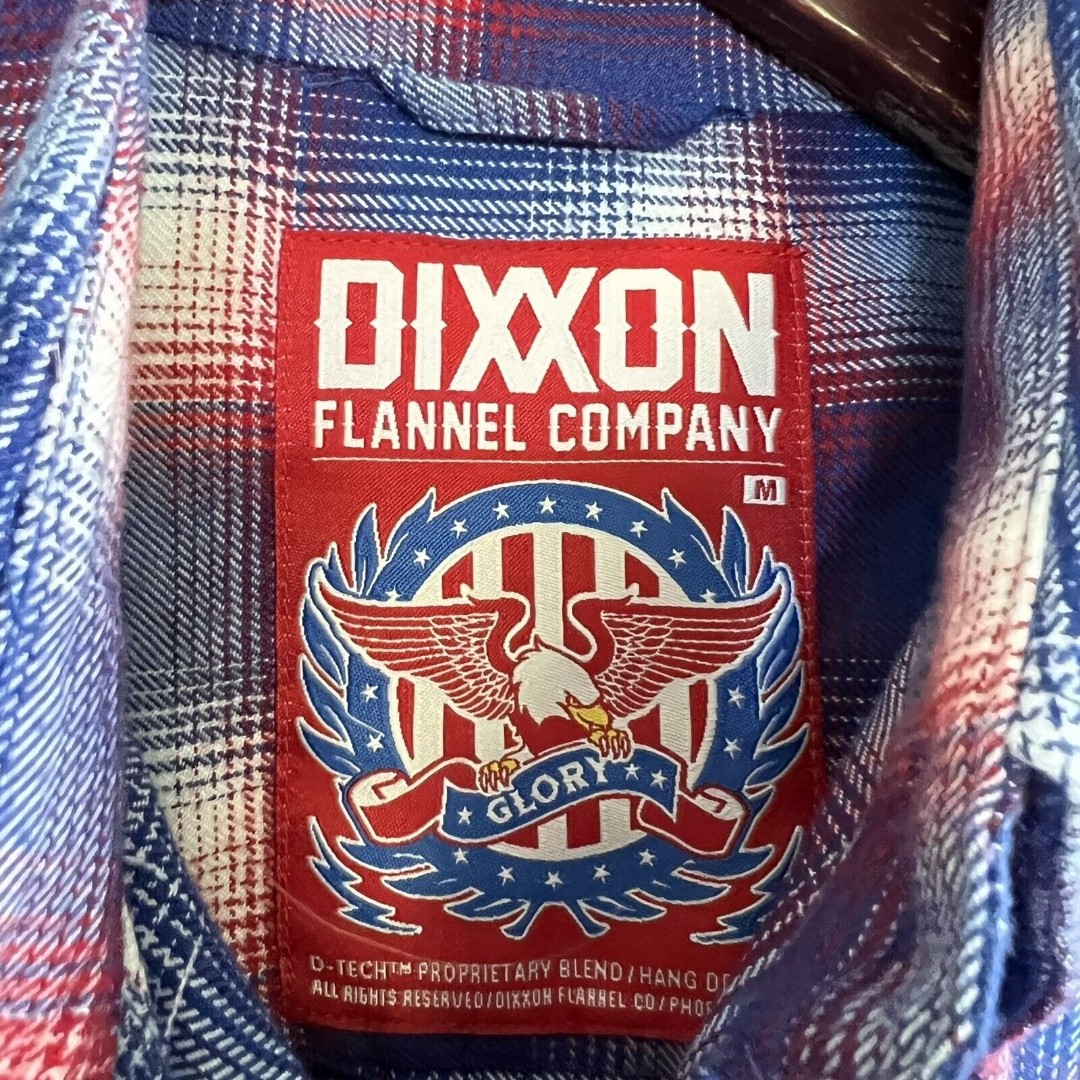 DIXXON
FLANNEL COMPANY
M
GLORY
D-TECH™ PROPRIETARY BLEND / HANG
ALL RIGHTS RESERVED / DIXXON FLANNEL CO /